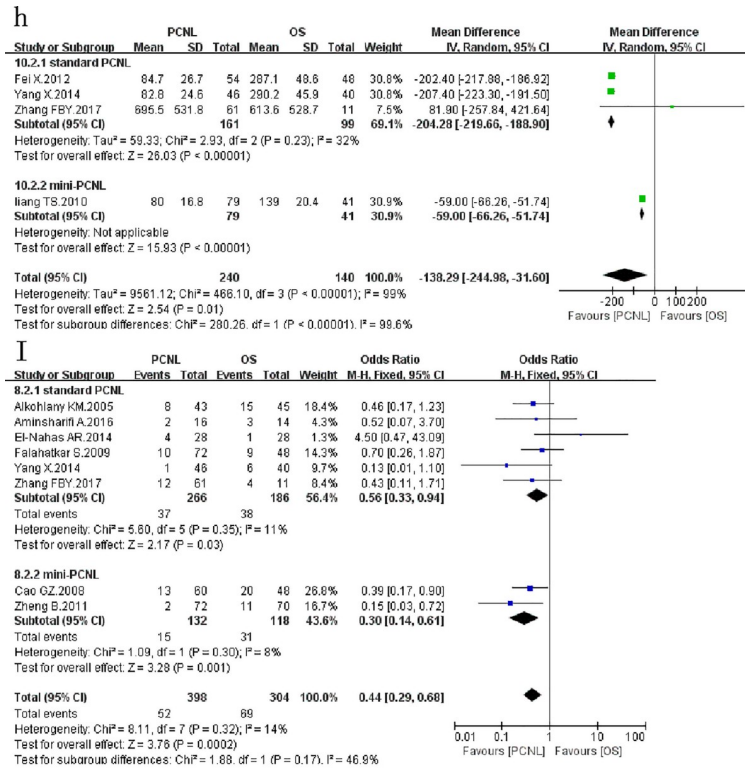 h
PCNL OS Mean Difference Mean Difference
Study or Subgroup Mean SD Total Mean SD Total Weight IV, Random, 95% CI IV, Random, 95% CI
10.2.1 standard PCNL
Fei X.2012 84.7 26.7 54 287.1 48.6 48 30.8% -202.40 [-217.88, -186.92]
Yang X.2014 82.8 24.6 46 290.2 45.9 40 30.8% -207.40 [-223.30, -191.50]
Zhang FBY.2017 695.5 531.8 61 613.6 528.7 11 7.5% 81.90 [-257.84, 421.64]
Subtotal (95% CI) 161 99 69.1% -204.28 [-219.66, -188.90]
Heterogeneity: Tau² = 59.33; Chi² = 2.93, df = 2 (P = 0.23); I² = 32%
Test for overall effect: Z = 26.03 (P < 0.00001)
10.2.2 mini-PCNL
liang TS.2010 80 16.8 79 139 20.4 41 30.9% -59.00 [-66.26, -51.74]
Subtotal (95% CI) 79 41 30.9% -59.00 [-66.26, -51.74]
Heterogeneity: Not applicable
Test for overall effect: Z = 15.93 (P < 0.00001)
Total (95% CI) 240 140 100.0% -138.29 [-244.98, -31.60]
Heterogeneity: Tau² = 9561.12; Chi² = 466.10, df = 3 (P < 0.00001); I² = 99%
Test for overall effect: Z = 2.54 (P = 0.01)
Test for subgroup differences: Chi² = 280.26, df = 1 (P < 0.00001), I² = 99.6%
-200 0 100 200
Favours [PCNL] Favours [OS]
I
PCNL OS Odds Ratio Odds Ratio
Study or Subgroup Events Total Events Total Weight M-H, Fixed, 95% CI M-H, Fixed, 95% CI
8.2.1 standard PCNL
Alkohlany KM.2005 8 43 15 45 18.4% 0.46 [0.17, 1.23]
Aminsharifi A.2016 2 16 3 14 4.3% 0.52 [0.07, 3.70]
El-Nahas AR.2014 4 28 1 28 1.3% 4.50 [0.47, 43.09]
Falahatkar S.2009 10 72 9 48 14.3% 0.70 [0.26, 1.87]
Yang X.2014 1 46 6 40 9.7% 0.13 [0.01, 1.10]
Zhang FBY.2017 12 61 4 11 8.4% 0.43 [0.11, 1.71]
Subtotal (95% CI) 266 186 56.4% 0.56 [0.33, 0.94]
Total events 37 38
Heterogeneity: Chi² = 5.60, df = 5 (P = 0.35); I² = 11%
Test for overall effect: Z = 2.17 (P = 0.03)
8.2.2 mini-PCNL
Cao GZ.2008 13 60 20 48 26.8% 0.39 [0.17, 0.90]
Zheng B.2011 2 72 11 70 16.7% 0.15 [0.03, 0.72]
Subtotal (95% CI) 132 118 43.6% 0.30 [0.14, 0.61]
Total events 15 31
Heterogeneity: Chi² = 1.09, df = 1 (P = 0.30); I² = 8%
Test for overall effect: Z = 3.28 (P = 0.001)
Total (95% CI) 398 304 100.0% 0.44 [0.29, 0.68]
Total events 52 69
Heterogeneity: Chi² = 8.11, df = 7 (P = 0.32); I² = 14%
Test for overall effect: Z = 3.76 (P = 0.0002)
Test for subgroup differences: Chi² = 1.88, df = 1 (P = 0.17), I² = 46.9%
0.01 0.1 1 10 100
Favours [PCNL] Favours [OS]